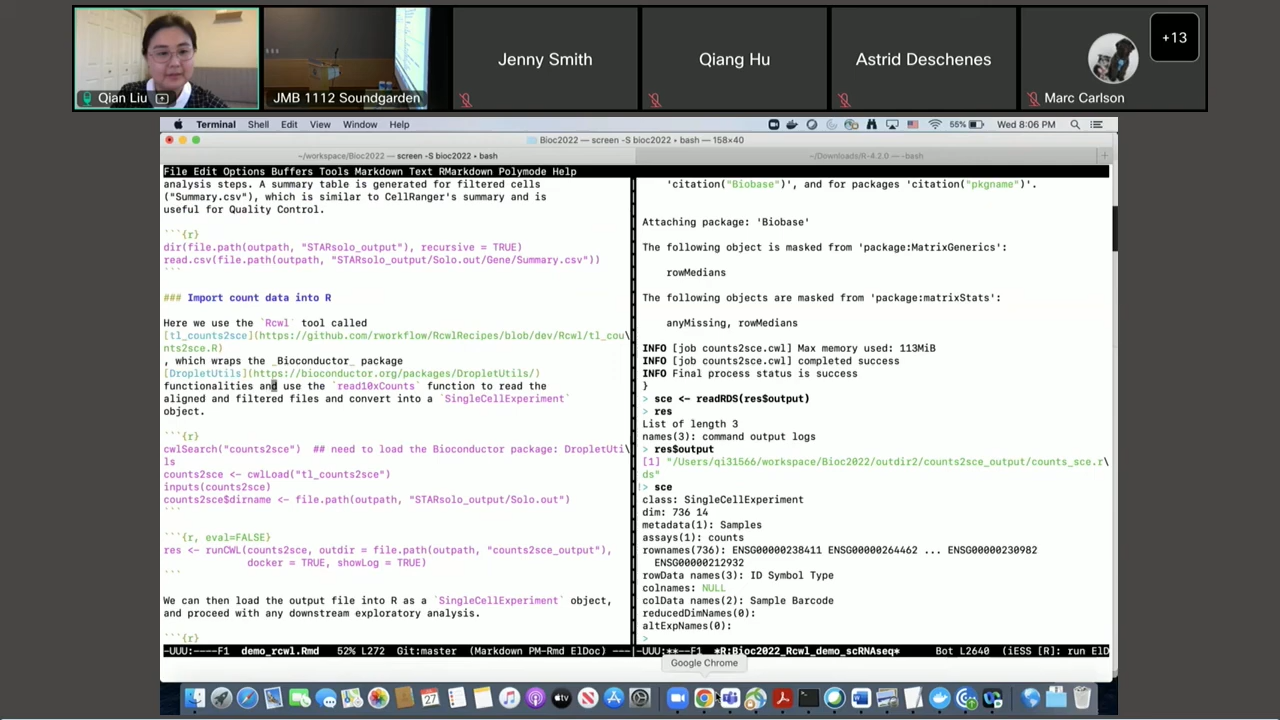 Qian Liu
JMB 1112 Soundgarden
Jenny Smith
Qiang Hu
Astrid Deschenes
Marc Carlson
+13
Terminal Shell Edit View Window Help
55% Wed 8:06 PM
Bioc2022 — screen -S bioc2022 • bash — 158×40
~/workspace/Bioc2022 — screen -S bioc2022 • bash
~/Downloads/R-4.2.0 — -bash
File Edit Options Buffers Tools Markdown Text RMarkdown Polymode Help
analysis steps. A summary table is generated for filtered cells
("Summary.csv"), which is similar to CellRanger's summary and is
useful for Quality Control.
```{r}
dir(file.path(outpath, "STARsolo_output"), recursive = TRUE)
read.csv(file.path(outpath, "STARsolo_output/Solo.out/Gene/Summary.csv"))
```
### Import count data into R
Here we use the `Rcwl` tool called
[tl_counts2sce](https://github.com/rworkflow/RcwlRecipes/blob/dev/Rcwl/tl_cou\
nts2sce.R)
, which wraps the _Bioconductor_ package
[DropletUtils](https://bioconductor.org/packages/DropletUtils/)
functionalities and use the `read10xCounts` function to read the
aligned and filtered files and convert into a `SingleCellExperiment`
object.
```{r}
cwlSearch("counts2sce")  ## need to load the Bioconductor package: DropletUti\
ls
counts2sce <- cwlLoad("tl_counts2sce")
inputs(counts2sce)
counts2sce$dirname <- file.path(outpath, "STARsolo_output/Solo.out")
```
```{r, eval=FALSE}
res <- runCWL(counts2sce, outdir = file.path(outpath, "counts2sce_output"),
docker = TRUE, showLog = TRUE)
```
We can then load the output file into R as a `SingleCellExperiment` object,
and proceed with any downstream exploratory analysis.
```{r}
-UUU:----F1 demo_rcwl.Rmd 52% L272 Git:master (Markdown PM-Rmd ElDoc) ---
'citation("Biobase")', and for packages 'citation("pkgname")'.
Attaching package: 'Biobase'
The following object is masked from 'package:MatrixGenerics':
rowMedians
The following objects are masked from 'package:matrixStats':
anyMissing, rowMedians
INFO [job counts2sce.cwl] Max memory used: 113MiB
INFO [job counts2sce.cwl] completed success
INFO Final process status is success
}
> sce <- readRDS(res$output)
> res
List of length 3
names(3): command output logs
> res$output
[1] "/Users/qi31566/workspace/Bioc2022/outdir2/counts2sce_output/counts_sce.r\
ds"
> sce
class: SingleCellExperiment
dim: 736 14
metadata(1): Samples
assays(1): counts
rownames(736): ENSG00000238411 ENSG00000264462 ... ENSG00000230982
ENSG00000212932
rowData names(3): ID Symbol Type
colnames: NULL
colData names(2): Sample Barcode
reducedDimNames(0):
altExpNames(0):
>
-UUU:**--F1 *R:Bioc2022_Rcwl_demo_scRNAseq* Bot L2640 (iESS [R]: run ElD
Google Chrome
27
tv